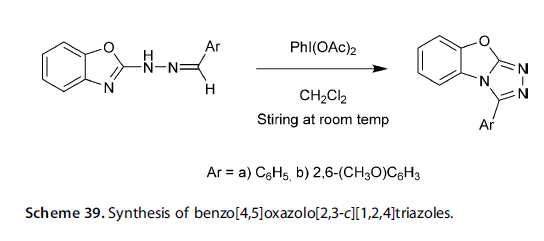 O
H
N
N
N
Ar
H
PhI(OAc)2
CH2Cl2
Stiring at room temp
O
N
N
N
Ar
Ar = a) C6H5, b) 2,6-(CH3O)C6H3
Scheme 39. Synthesis of benzo[4,5]oxazolo[2,3-c][1,2,4]triazoles.